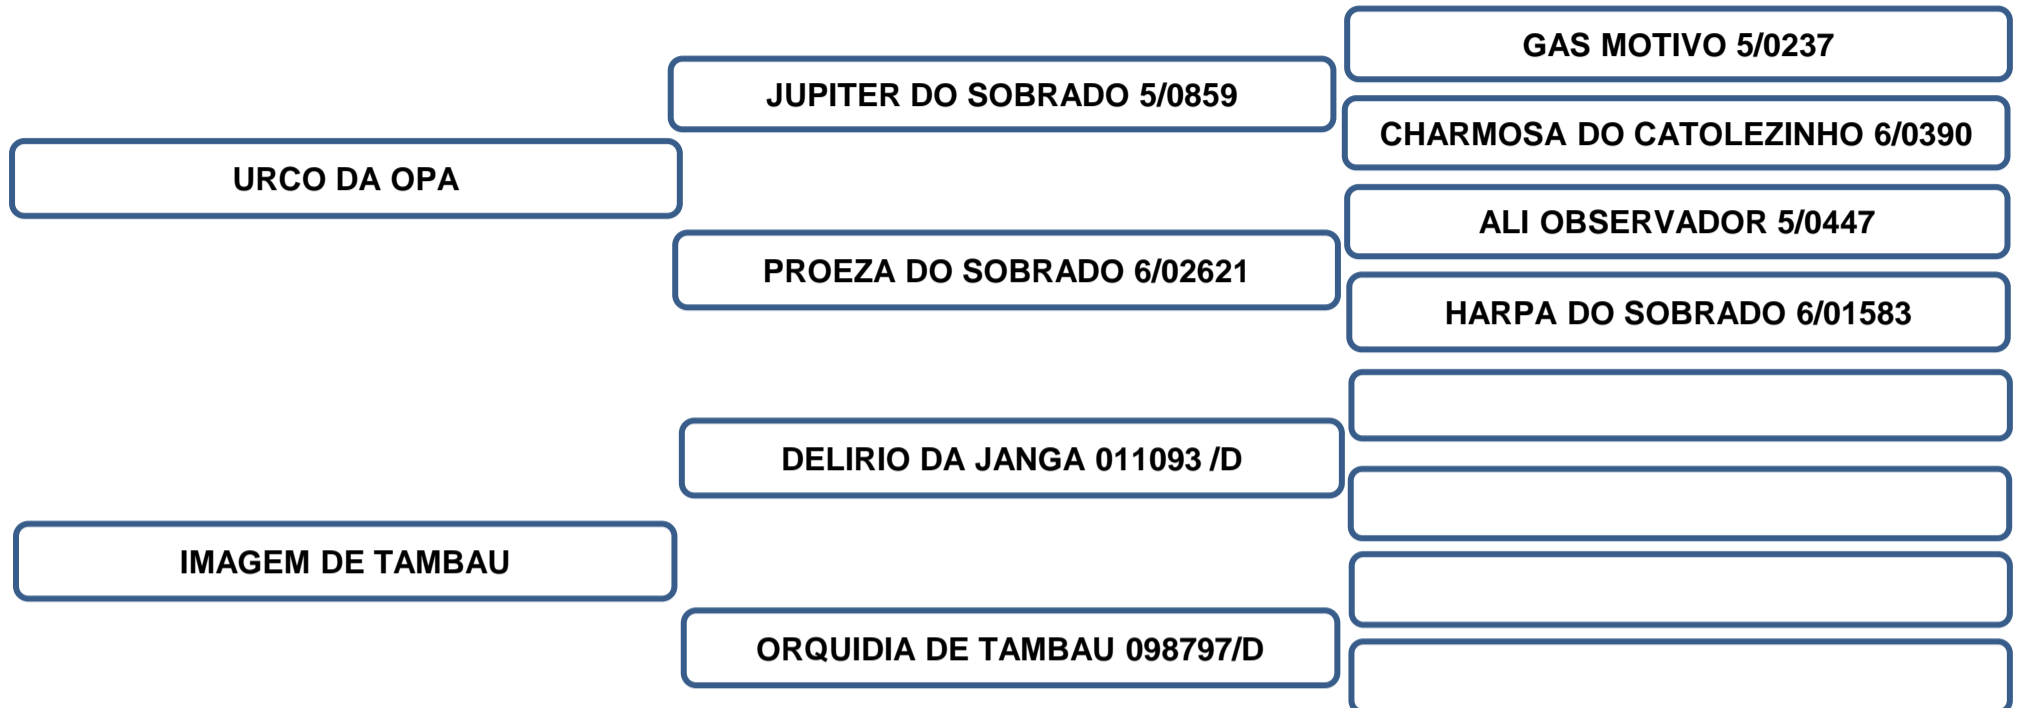 GAS MOTIVO 5/0237
JUPITER DO SOBRADO 5/0859
CHARMOSA DO CATOLEZINHO 6/0390
URCO DA OPA
ALI OBSERVADOR 5/0447
PROEZA DO SOBRADO 6/02621
HARPA DO SOBRADO 6/01583
DELIRIO DA JANGA 011093 /D
IMAGEM DE TAMBAU
ORQUIDIA DE TAMBAU 098797/D